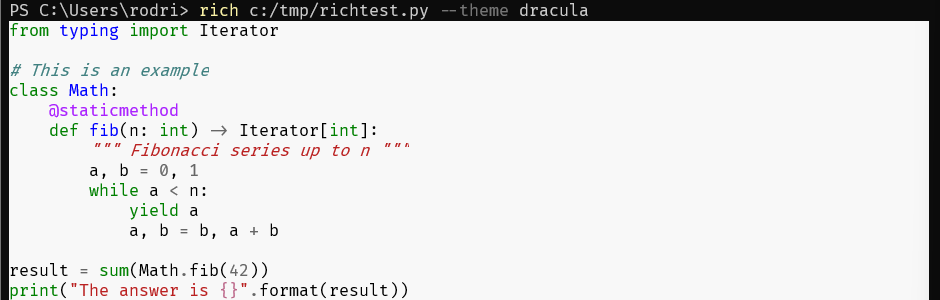 PS C:\Users\rodri> rich c:/tmp/richtest.py --theme dracula
from typing import Iterator
# This is an example
class Math:
    @staticmethod
    def fib(n: int) -> Iterator[int]:
        """ Fibonacci series up to n """
        a, b = 0, 1
        while a < n:
            yield a
            a, b = b, a + b
result = sum(Math.fib(42))
print("The answer is {}".format(result))